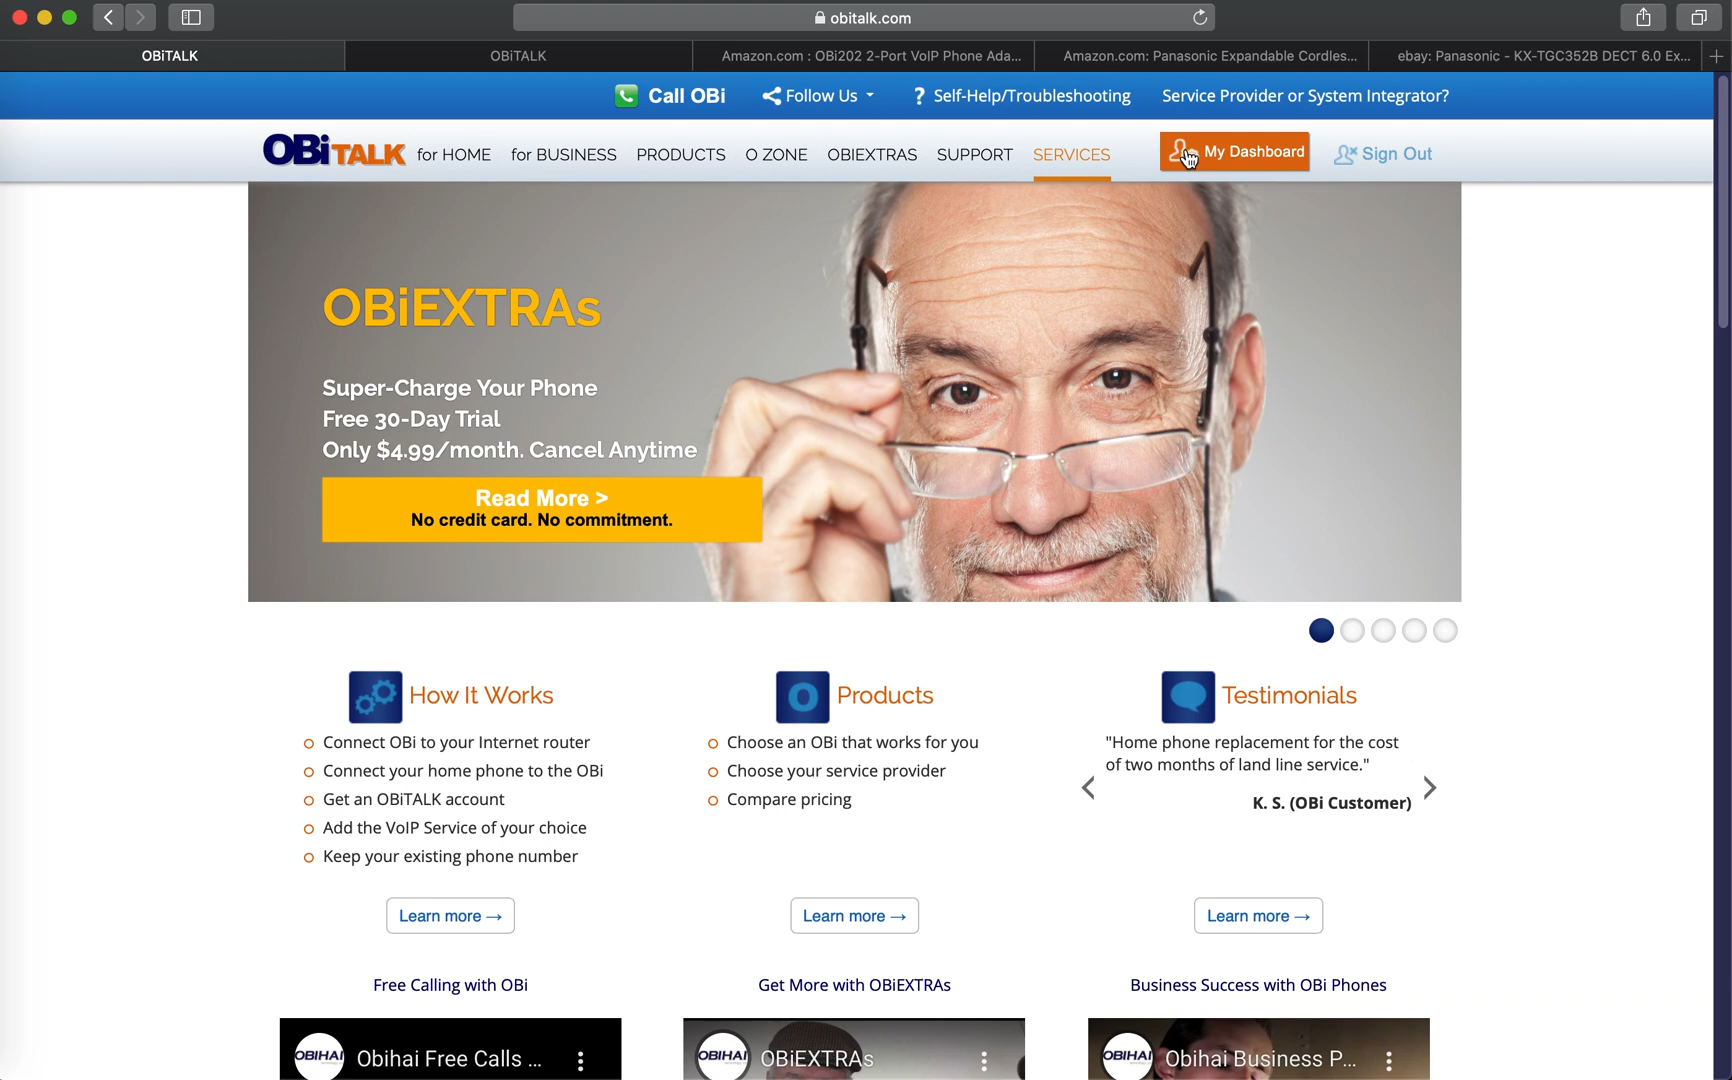 obitalk.com
OBiTALK
OBiTALK
Amazon.com : OBi202 2-Port VoIP Phone Ada...
Amazon.com: Panasonic Expandable Cordles...
ebay: Panasonic - KX-TGC352B DECT 6.0 Ex...
Call OBi
Follow Us
? Self-Help/Troubleshooting
Service Provider or System Integrator?
OBiTALK
for HOME
for BUSINESS
PRODUCTS
O ZONE
OBIEXTRAS
SUPPORT
SERVICES
My Dashboard
Sign Out
OBiEXTRAs
Super-Charge Your Phone
Free 30-Day Trial
Only $4.99/month. Cancel Anytime
Read More >
No credit card. No commitment.
How It Works
Connect OBi to your Internet router
Connect your home phone to the OBi
Get an OBiTALK account
Add the VoIP Service of your choice
Keep your existing phone number
Learn more →
Products
Choose an OBi that works for you
Choose your service provider
Compare pricing
Learn more →
Testimonials
"Home phone replacement for the cost
of two months of land line service."
K. S. (OBi Customer)
Learn more →
Free Calling with OBi
Get More with OBiEXTRAs
Business Success with OBi Phones
OBIHAI
Obihai Free Calls ...
OBIHAI
OBiEXTRAs
OBIHAI
Obihai Business P...